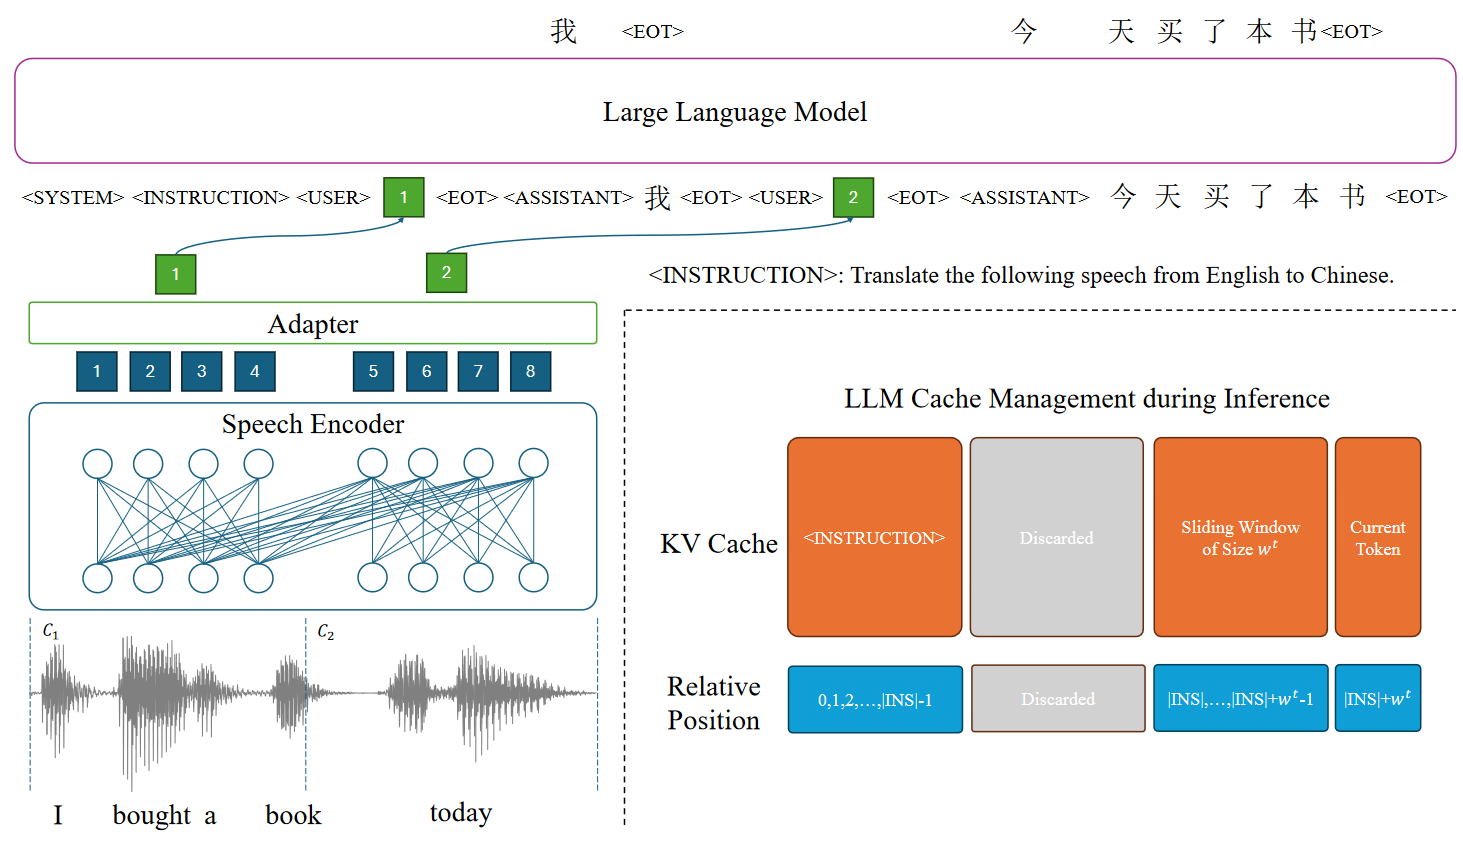 我 <EOT> 今 天 买 了 本 书 <EOT>
Large Language Model
<SYSTEM> <INSTRUCTION> <USER> 1 <EOT> <ASSISTANT> 我 <EOT> <USER> 2 <EOT> <ASSISTANT> 今 天 买 了 本 书 <EOT>
1 2
<INSTRUCTION>: Translate the following speech from English to Chinese.
Adapter
1 2 3 4 5 6 7 8
Speech Encoder
C₁ C₂
I bought a book today
LLM Cache Management during Inference
KV Cache
<INSTRUCTION>
Discarded
Sliding Window
of Size wᵗ
Current
Token
Relative
Position
0,1,2,…,|INS|-1
Discarded
|INS|,…,|INS|+wᵗ-1
|INS|+wᵗ